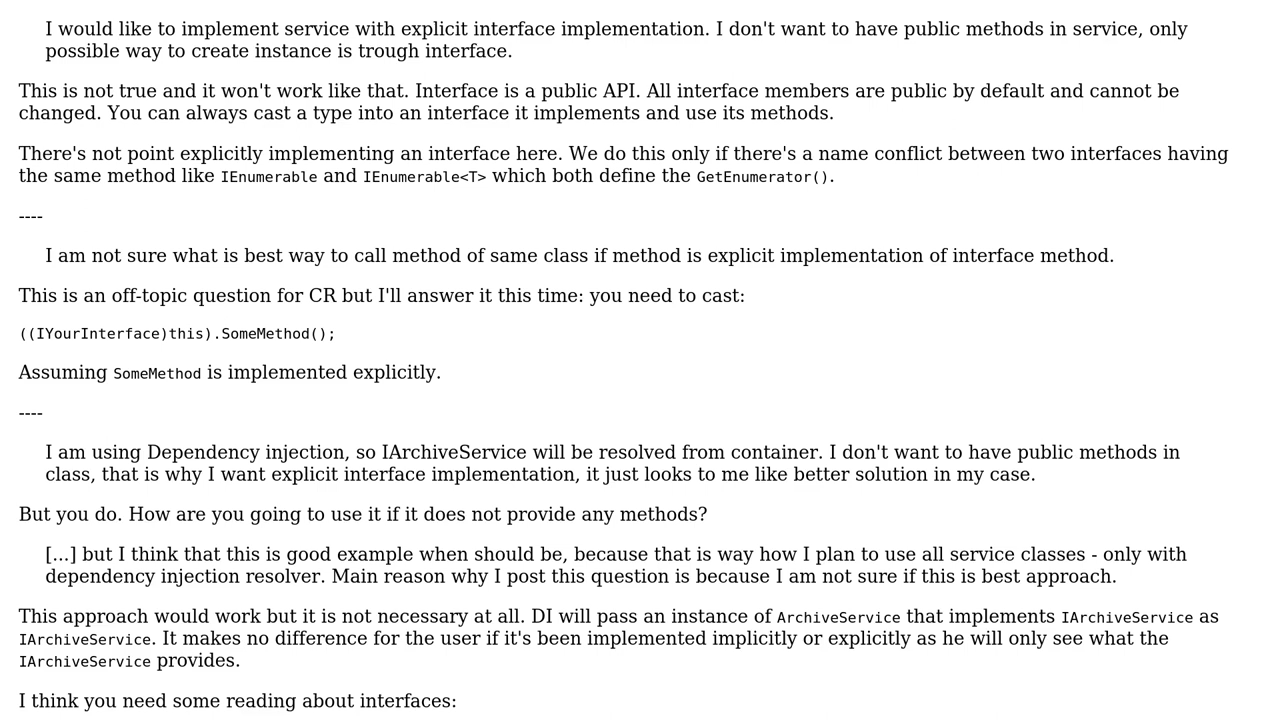 I would like to implement service with explicit interface implementation. I don't want to have public methods in service, only
possible way to create instance is trough interface.
This is not true and it won't work like that. Interface is a public API. All interface members are public by default and cannot be
changed. You can always cast a type into an interface it implements and use its methods.
There's not point explicitly implementing an interface here. We do this only if there's a name conflict between two interfaces having
the same method like IEnumerable and IEnumerable<T> which both define the GetEnumerator().
----
I am not sure what is best way to call method of same class if method is explicit implementation of interface method.
This is an off-topic question for CR but I'll answer it this time: you need to cast:
((IYourInterface)this).SomeMethod();
Assuming SomeMethod is implemented explicitly.
----
I am using Dependency injection, so IArchiveService will be resolved from container. I don't want to have public methods in
class, that is why I want explicit interface implementation, it just looks to me like better solution in my case.
But you do. How are you going to use it if it does not provide any methods?
[...] but I think that this is good example when should be, because that is way how I plan to use all service classes - only with
dependency injection resolver. Main reason why I post this question is because I am not sure if this is best approach.
This approach would work but it is not necessary at all. DI will pass an instance of ArchiveService that implements IArchiveService as
IArchiveService. It makes no difference for the user if it's been implemented implicitly or explicitly as he will only see what the
IArchiveService provides.
I think you need some reading about interfaces: